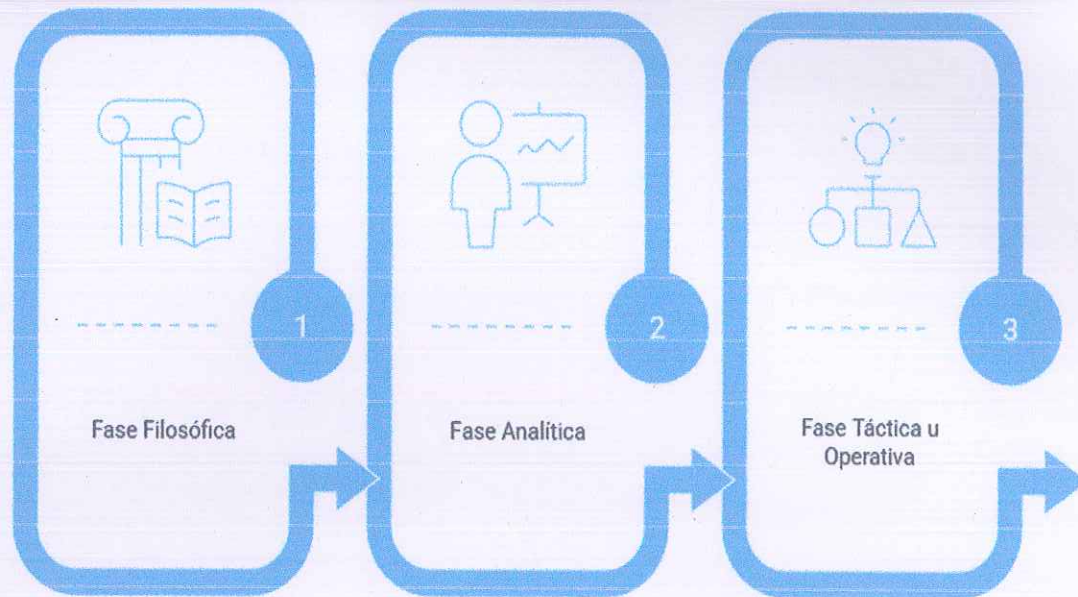 1
Fase Filosófica
2
Fase Analítica
3
Fase Táctica u
Operativa